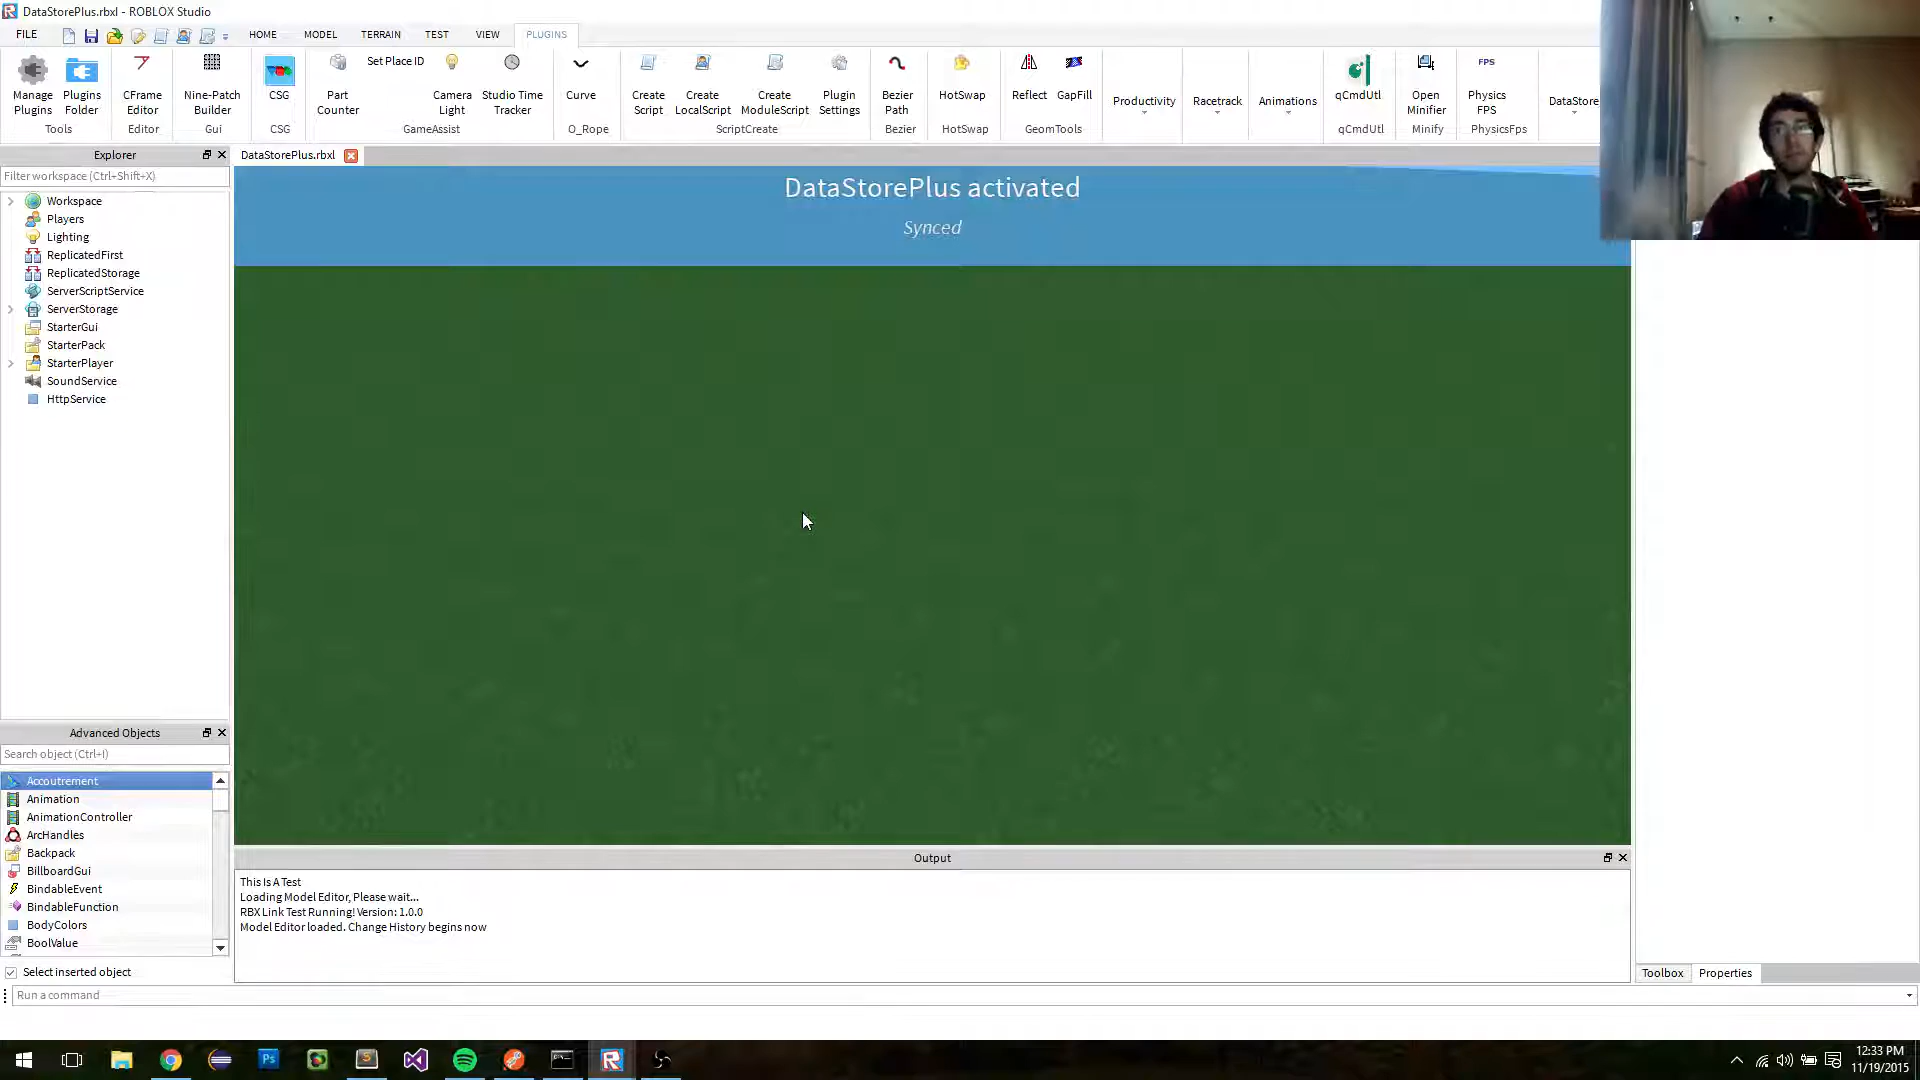 DataStorePlus.rbxl - ROBLOX Studio
FILE
HOME
MODEL
TERRAIN
TEST
VIEW
PLUGINS
Manage Plugins
Plugins Folder
Tools
CFrame Editor
Editor
Nine-Patch Builder
Gui
CSG
CSG
Part Counter
Set Place ID
Camera Light
Studio Time Tracker
GameAssist
Curve
O_Rope
Create Script
Create LocalScript
Create ModuleScript
Plugin Settings
ScriptCreate
Bezier Path
Bezier
HotSwap
HotSwap
Reflect
GapFill
GeomTools
Productivity
Racetrack
Animations
qCmdUtl
qCmdUtl
Open Minifier
Minify
FPS
Physics FPS
PhysicsFps
DataStore
Explorer
Filter workspace (Ctrl+Shift+X)
Workspace
Players
Lighting
ReplicatedFirst
ReplicatedStorage
ServerScriptService
ServerStorage
StarterGui
StarterPack
StarterPlayer
SoundService
HttpService
DataStorePlus.rbxl
DataStorePlus activated
Synced
Advanced Objects
Search object (Ctrl+I)
Accoutrement
Animation
AnimationController
ArcHandles
Backpack
BillboardGui
BindableEvent
BindableFunction
BodyColors
BoolValue
Select inserted object
Output
This Is A Test
Loading Model Editor, Please wait...
RBX Link Test Running! Version: 1.0.0
Model Editor loaded. Change History begins now
Toolbox
Properties
Run a command
12:33 PM
11/19/2015